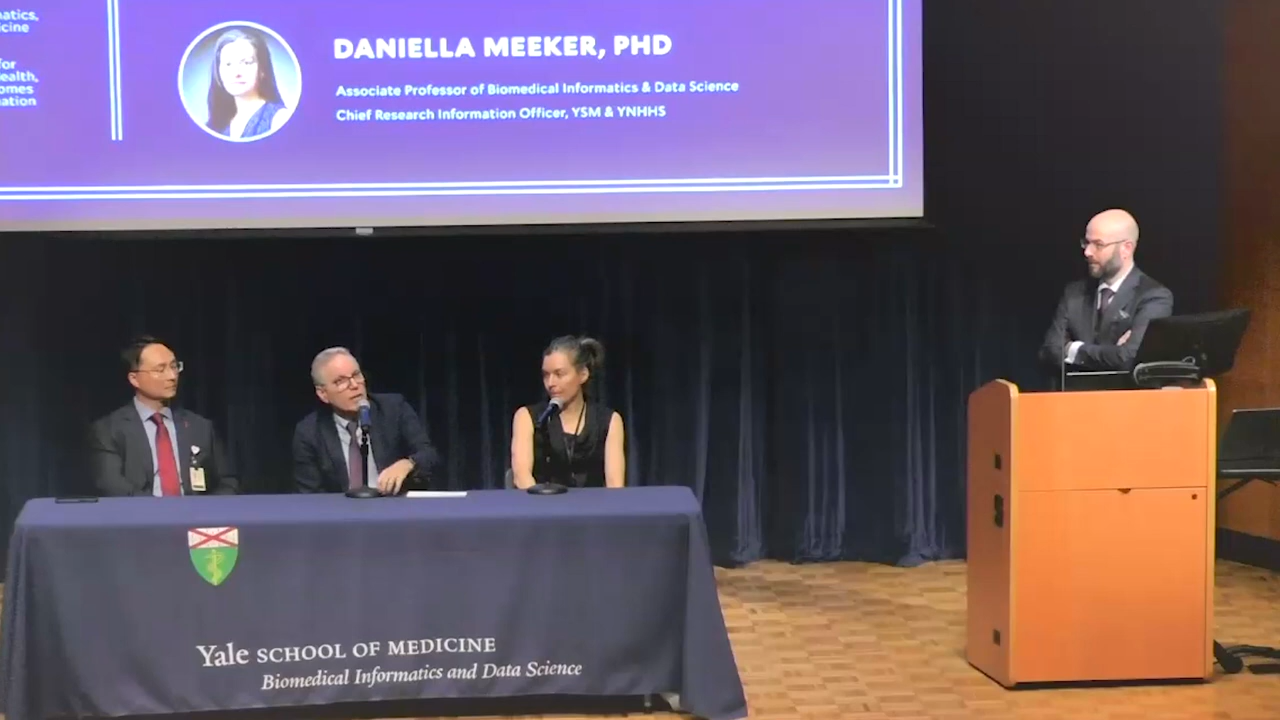 DANIELLA MEEKER, PHD
Associate Professor of Biomedical Informatics & Data Science
Chief Research Information Officer, YSM & YNHHS
Yale SCHOOL OF MEDICINE
Biomedical Informatics and Data Science